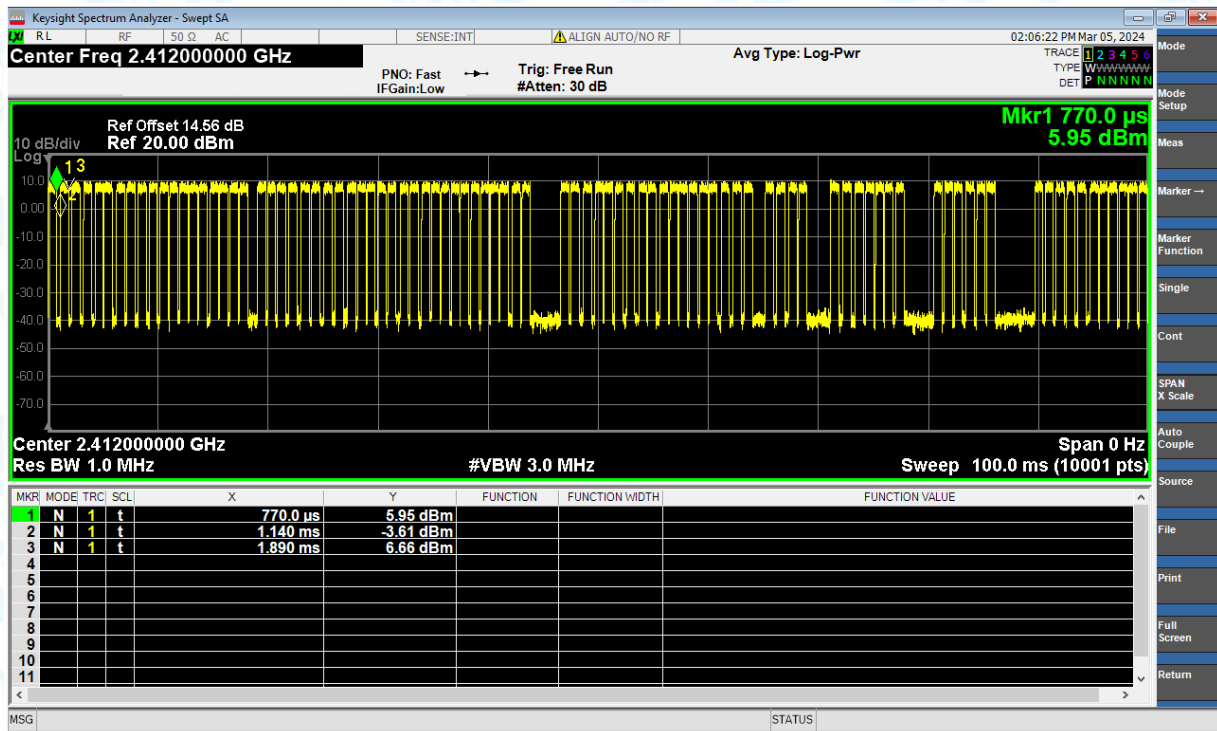 Keysight Spectrum Analyzer - Swept SA
LXI RL RF 50 Ω AC SENSE:INT ALIGN AUTO/NO RF 02:06:22 PM Mar 05, 2024
Center Freq 2.412000000 GHz
PNO: Fast
IFGain:Low
Trig: Free Run
#Atten: 30 dB
Avg Type: Log-Pwr
TRACE 1 2 3 4 5 6
TYPE WWWWWW
DET P N N N N N
Mkr1 770.0 µs
5.95 dBm
Ref Offset 14.56 dB
10 dB/div Ref 20.00 dBm
Log
1 3
2
10.0
0.00
-10.0
-20.0
-30.0
-40.0
-50.0
-60.0
-70.0
Center 2.412000000 GHz Span 0 Hz
Res BW 1.0 MHz #VBW 3.0 MHz Sweep 100.0 ms (10001 pts)
MKR MODE TRC SCL X Y FUNCTION FUNCTION WIDTH FUNCTION VALUE
1 N 1 t 770.0 µs 5.95 dBm
2 N 1 t 1.140 ms -3.61 dBm
3 N 1 t 1.890 ms 6.66 dBm
4
5
6
7
8
9
10
11
MSG STATUS
Mode
Mode
Setup
Meas
Marker →
Marker
Function
Single
Cont
SPAN
X Scale
Auto
Couple
Source
File
Print
Full
Screen
Return